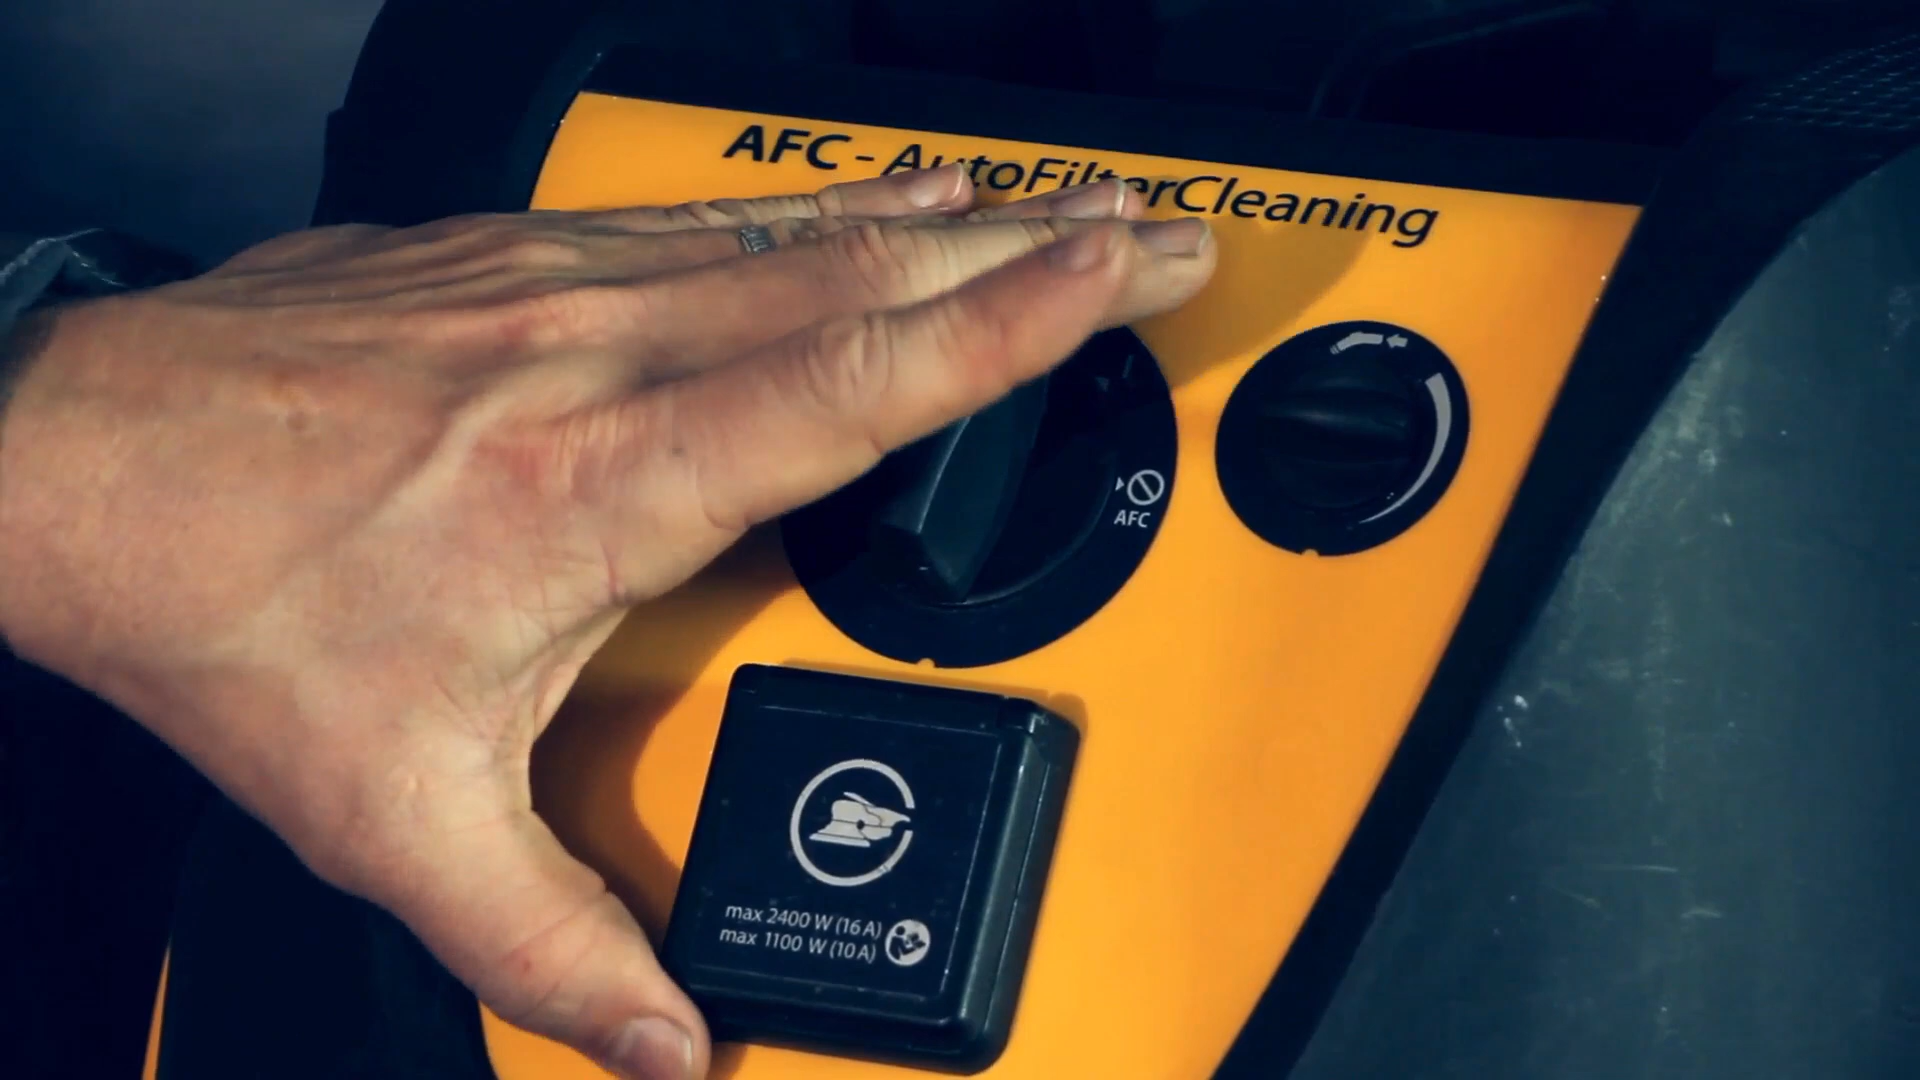 AFC - AutoFilterCleaning
AFC
max 2400 W (16 A)
max 1100 W (10 A)